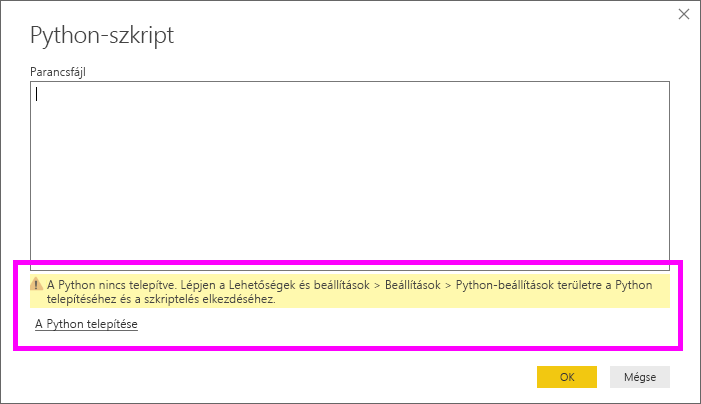 Python-szkript
Parancsfájl
A Python nincs telepítve. Lépjen a Lehetőségek és beállítások > Beállítások > Python-beállítások területre a Python
telepítéséhez és a szkriptelés elkezdéséhez.
A Python telepítése
OK
Mégse